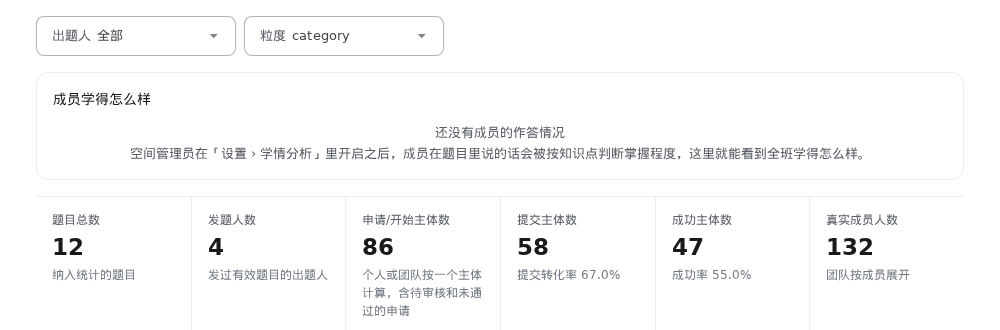 出题人 全部
粒度 category
成员学得怎么样
还没有成员的作答情况
空间管理员在「设置 › 学情分析」里开启之后，成员在题目里说的话会被按知识点判断掌握程度，这里就能看到全班学得怎么样。
题目总数
12
纳入统计的题目
发题人数
4
发过有效题目的出题人
申请/开始主体数
86
个人或团队按一个主体
计算，含待审核和未通
过的申请
提交主体数
58
提交转化率 67.0%
成功主体数
47
成功率 55.0%
真实成员人数
132
团队按成员展开